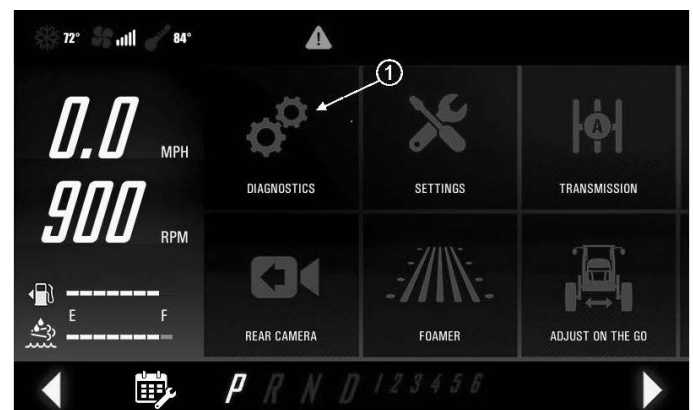 72° 84°
1
0.0 MPH
900 RPM
DIAGNOSTICS SETTINGS TRANSMISSION
A
REAR CAMERA FOAMER ADJUST ON THE GO
E F
P R N D 1 2 3 4 5 6